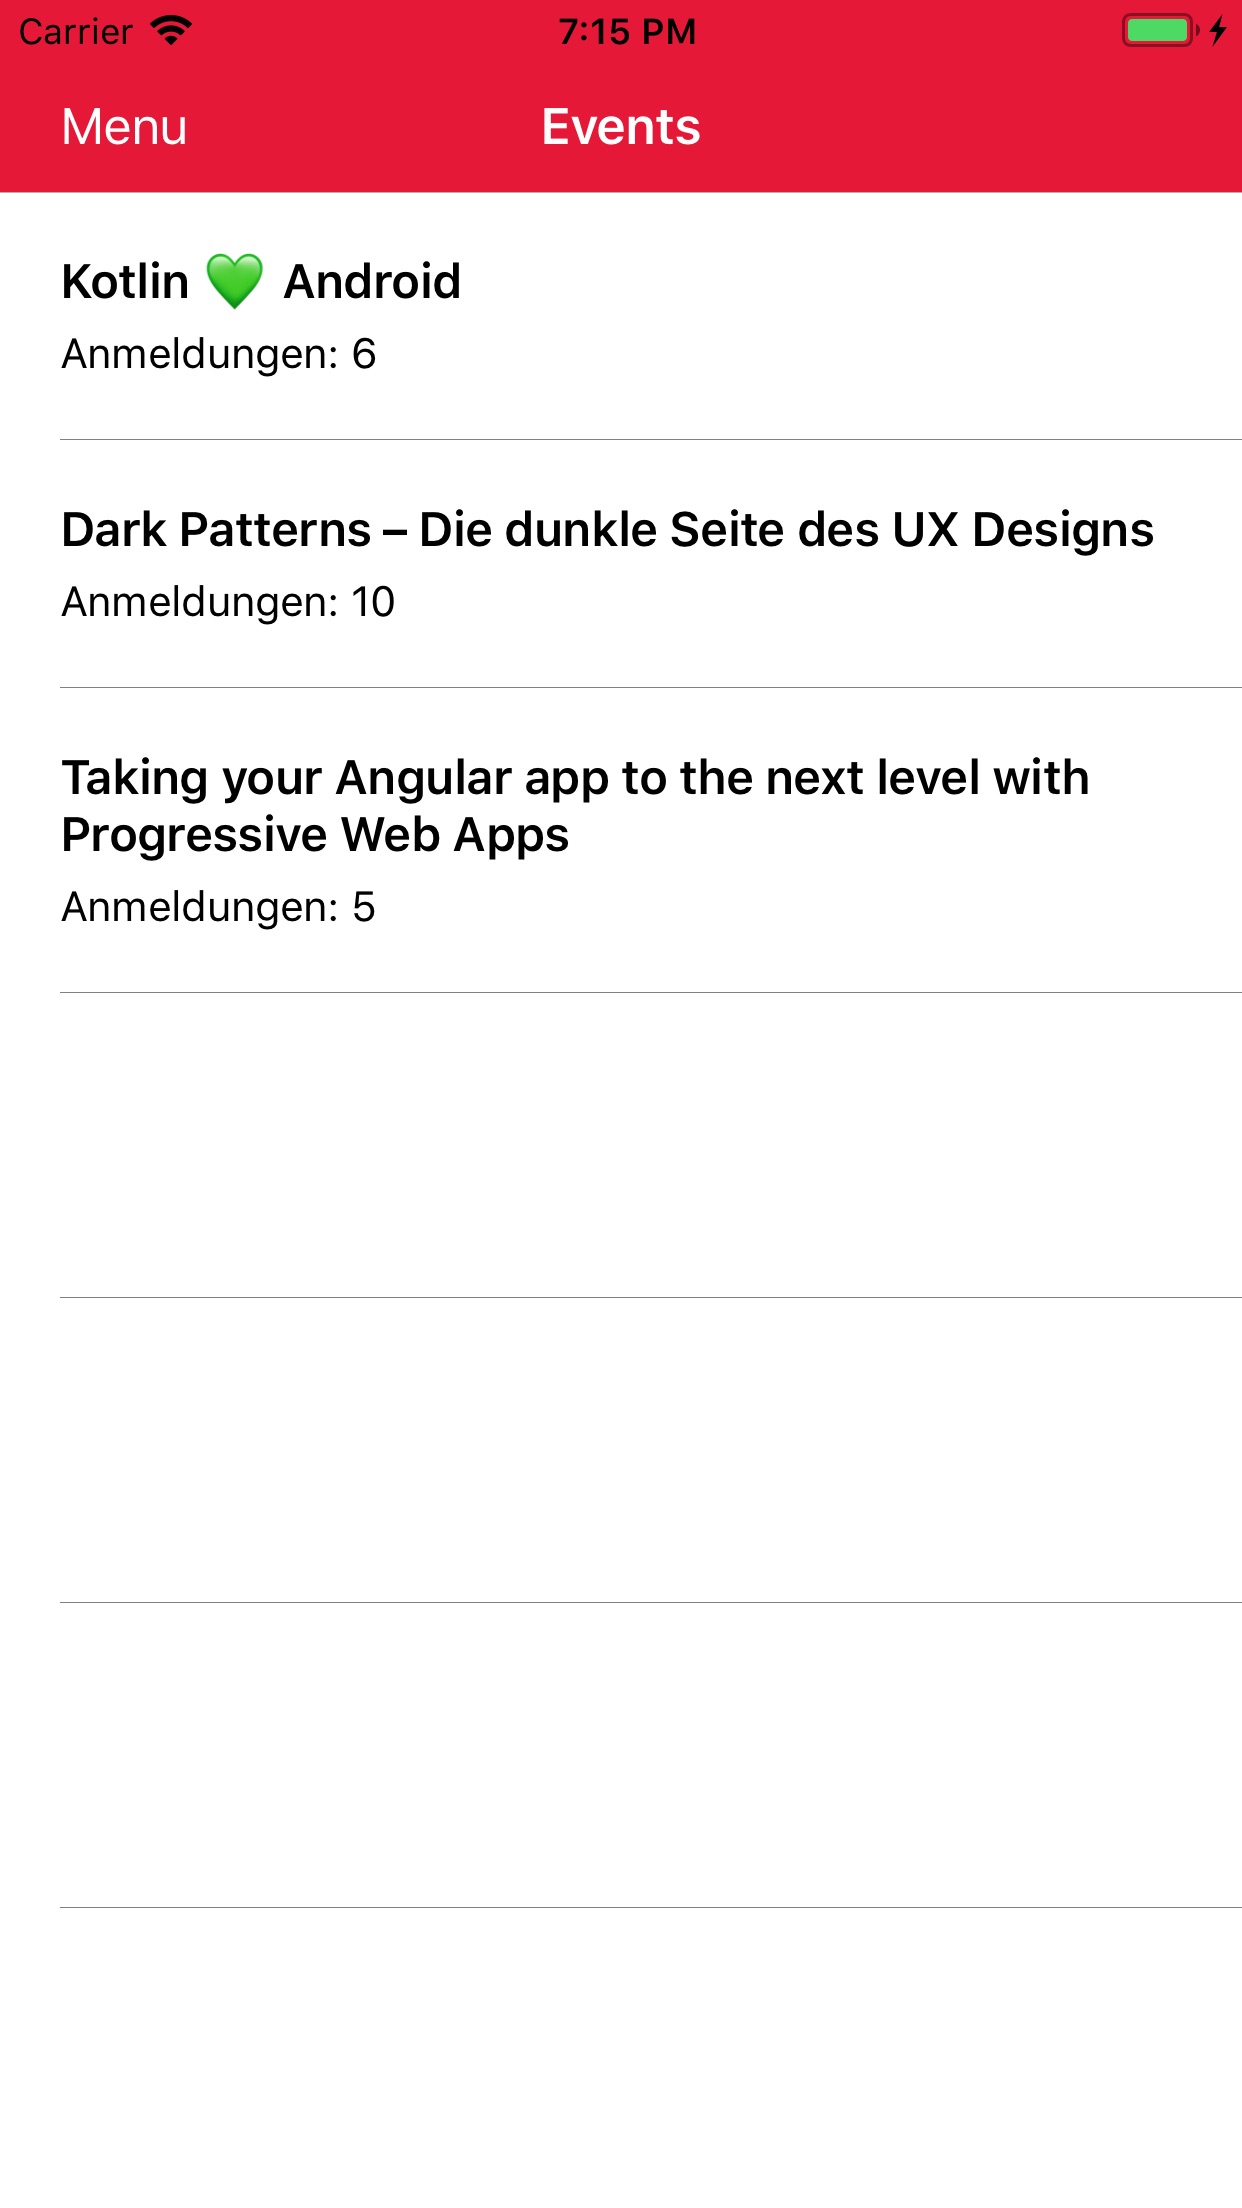 Carrier 7:15 PM
Menu Events
Kotlin 💚 Android
Anmeldungen: 6
Dark Patterns – Die dunkle Seite des UX Designs
Anmeldungen: 10
Taking your Angular app to the next level with
Progressive Web Apps
Anmeldungen: 5